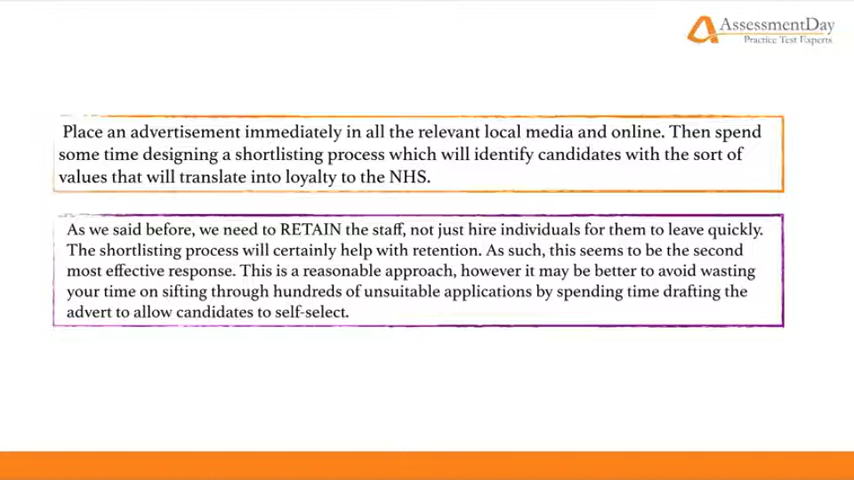 AssessmentDay
Practice Test Experts
Place an advertisement immediately in all the relevant local media and online. Then spend
some time designing a shortlisting process which will identify candidates with the sort of
values that will translate into loyalty to the NHS.
As we said before, we need to RETAIN the staff, not just hire individuals for them to leave quickly.
The shortlisting process will certainly help with retention. As such, this seems to be the second
most effective response. This is a reasonable approach, however it may be better to avoid wasting
your time on sifting through hundreds of unsuitable applications by spending time drafting the
advert to allow candidates to self-select.